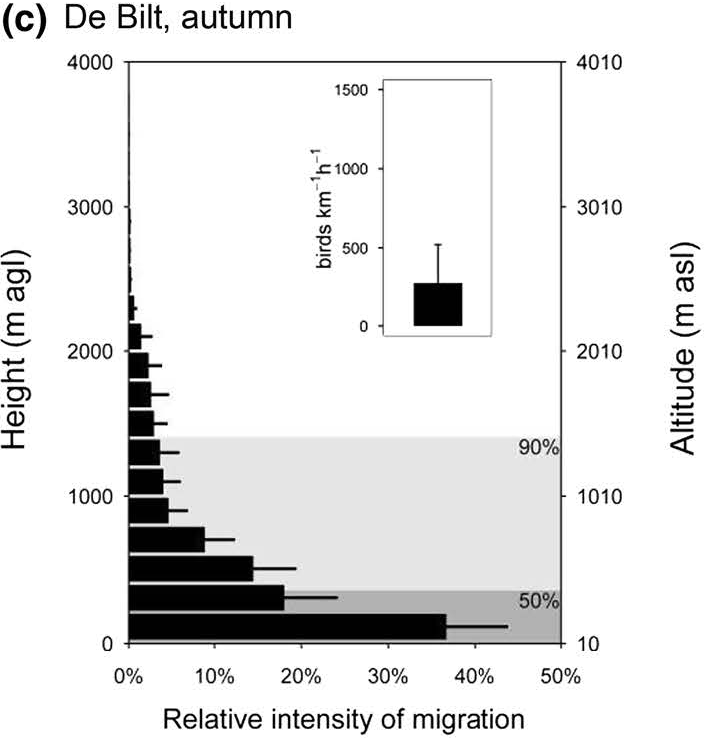 (c) De Bilt, autumn
4000
3000
2000
1000
0
Height (m agl)
4010
3010
2010
1010
10
Altitude (m asl)
1500
1000
500
0
birds km⁻¹h⁻¹
90%
50%
0% 10% 20% 30% 40% 50%
Relative intensity of migration